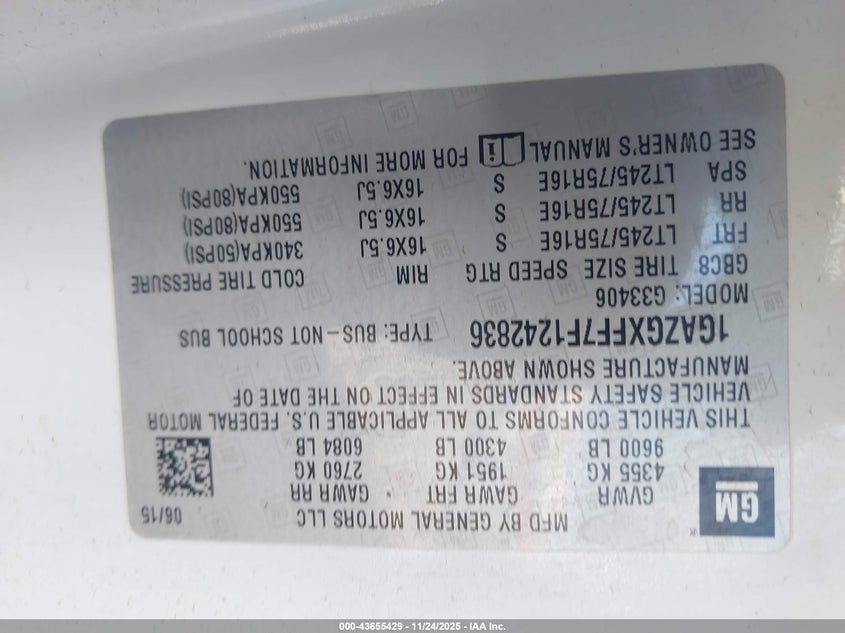 GM
MFD BY GENERAL MOTORS LLC 06/15
GVWR GAWR FRT GAWR RR
4355 KG 1951 KG 2760 KG
9600 LB 4300 LB 6084 LB
THIS VEHICLE CONFORMS TO ALL APPLICABLE U.S. FEDERAL MOTOR
VEHICLE SAFETY STANDARDS IN EFFECT ON THE DATE OF
MANUFACTURE SHOWN ABOVE.
1GAZGXFF7F1242836 TYPE: BUS-NOT SCHOOL BUS
MODEL: G33406
GBC8 TIRE SIZE SPEED RTG RIM COLD TIRE PRESSURE
FRT LT245/75R16E S 16X6.5J 340KPA(50PSI)
RR LT245/75R16E S 16X6.5J 550KPA(80PSI)
SPA LT245/75R16E S 16X6.5J 550KPA(80PSI)
SEE OWNER'S MANUAL FOR MORE INFORMATION.
000-43655429 - 11/24/2025 - IAA Inc.